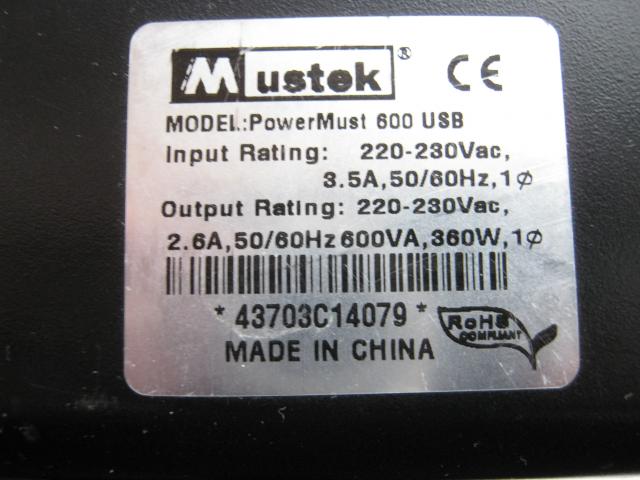 Mustek® CE
MODEL:PowerMust 600 USB
Input Rating: 220-230Vac,
3.5A,50/60Hz,1φ
Output Rating: 220-230Vac,
2.6A,50/60Hz 600VA,360W,1φ
* 43703C14079 *
RoHS
COMPLIANT
MADE IN CHINA